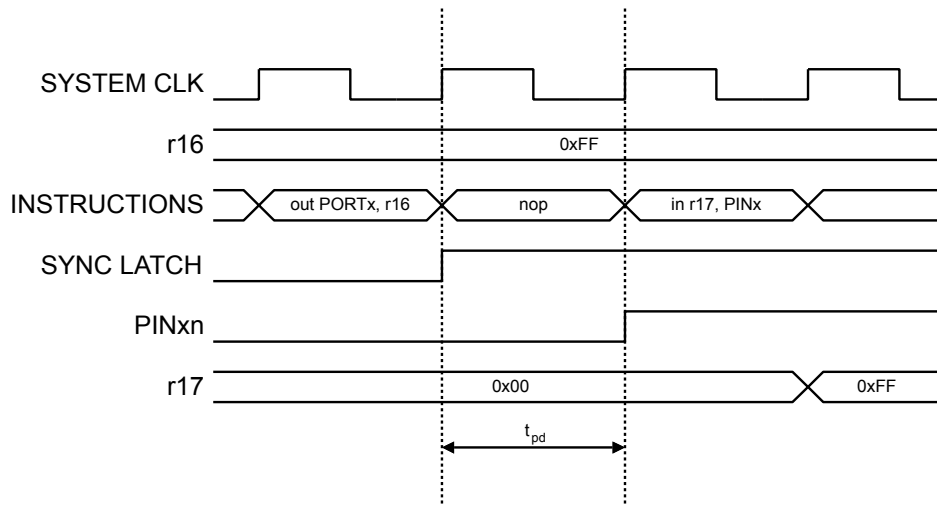 SYSTEM CLK
r16
0xFF
INSTRUCTIONS
out PORTx, r16
nop
in r17, PINx
SYNC LATCH
PINxn
r17
0x00
0xFF
tpd